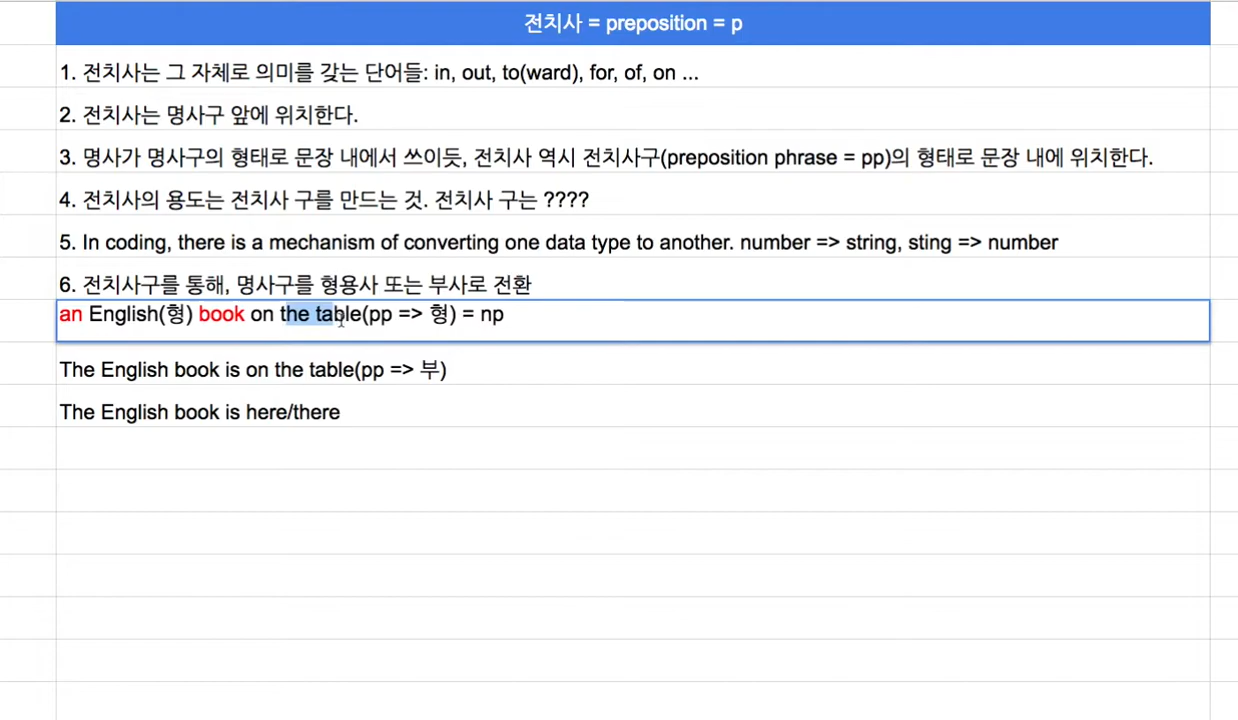 전치사 = preposition = p
1. 전치사는 그 자체로 의미를 갖는 단어들: in, out, to(ward), for, of, on ...
2. 전치사는 명사구 앞에 위치한다.
3. 명사가 명사구의 형태로 문장 내에서 쓰이듯, 전치사 역시 전치사구(preposition phrase = pp)의 형태로 문장 내에 위치한다.
4. 전치사의 용도는 전치사 구를 만드는 것. 전치사 구는 ????
5. In coding, there is a mechanism of converting one data type to another. number => string, sting => number
6. 전치사구를 통해, 명사구를 형용사 또는 부사로 전환
an English(형) book on the table(pp => 형) = np
The English book is on the table(pp => 부)
The English book is here/there